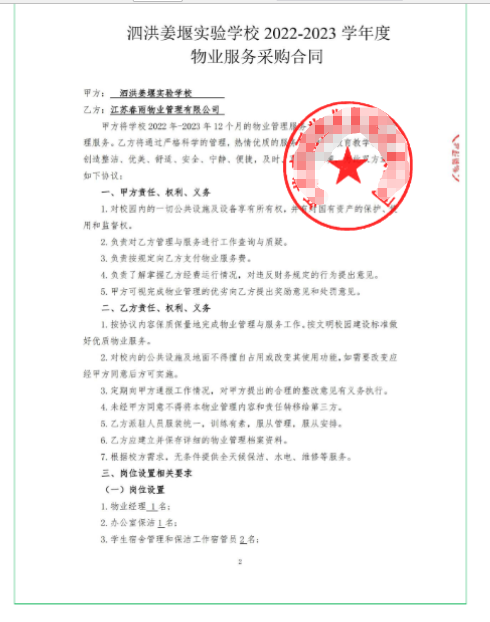 泗洪姜堰实验学校 2022-2023 学年度
物业服务采购合同
甲方：泗洪姜堰实验学校
乙方：江苏春雨物业管理有限公司
甲方将学校 2022 年-2023 年 12 个月的物业管理服务
理服务。乙方将通过严格科学的管理，热情优质的服
创造整洁、优美、舒适、安全、宁静、便捷，及时、
如下协议：
一、甲方责任、权利、义务
1.对校园内的一切公共设施及设备享有所有权，共有对国有资产的保护、使
用和监督权。
2.负责对乙方管理与服务进行工作查询与质疑。
3.负责按规定向乙方支付物业服务费。
4.负责了解掌握乙方经费运行情况，对违反财务规定的行为提出意见。
5.甲方可视完成物业管理的优劣向乙方提出奖励意见和处罚意见。
二、乙方责任、权利、义务
1.按协议内容保质保量地完成物业管理与服务工作。按文明校园建设标准做
好优质物业服务。
2.对校内的公共设施及地面不得擅自占用或改变其使用功能。如需要改变应
经甲方同意后方可实施。
3.定期向甲方通报工作情况，对甲方提出的合理的整改意见有义务执行。
4.未经甲方同意不得将本物业管理内容和责任转移给第三方。
5.乙方派驻人员服装统一、训练有素，服从管理、服从安排。
6.乙方应建立并保存详细的物业管理档案资料。
7.根据校方需求，无条件提供全天候保洁、水电、维修等服务。
三、岗位设置相关要求
（一）岗位设置
1.物业经理 1 名；
2.办公室保洁 1 名；
3.学生宿舍管理和保洁工作宿管员 2 名；
2